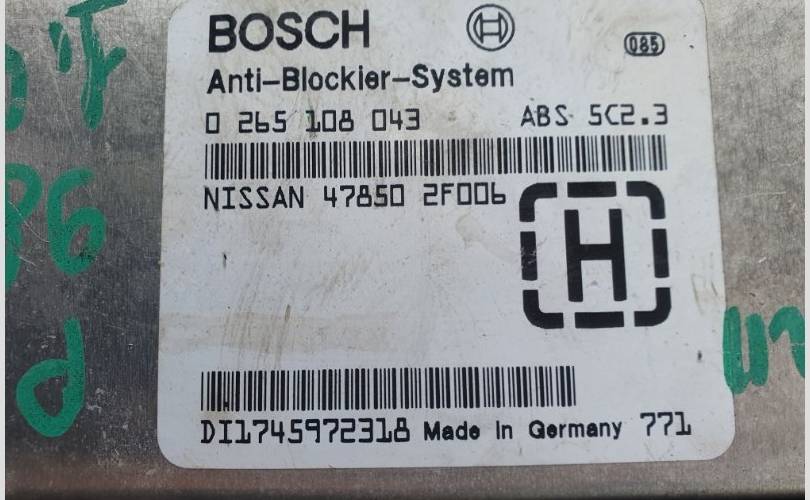 BOSCH
085
Anti-Blockier-System
0 265 108 043 ABS 5C2.3
NISSAN 47850 2F006
H
DI1745972318 Made in Germany 771